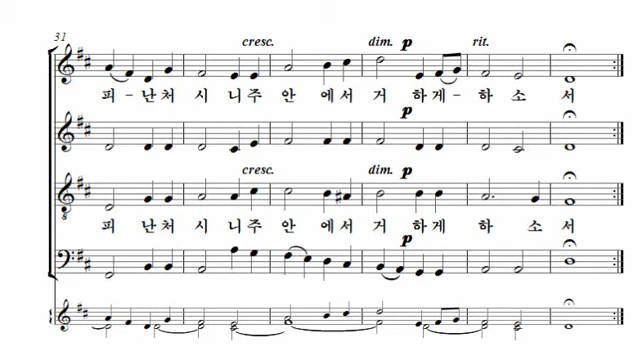 31 cresc. dim. p rit.
피 - 난 처 시 니 주 안 에 서 거 하 게 - 하 소 서
p
cresc. dim. p
피 난 처 시 니 주 안 에 서 거 하 게 하 소 서
p